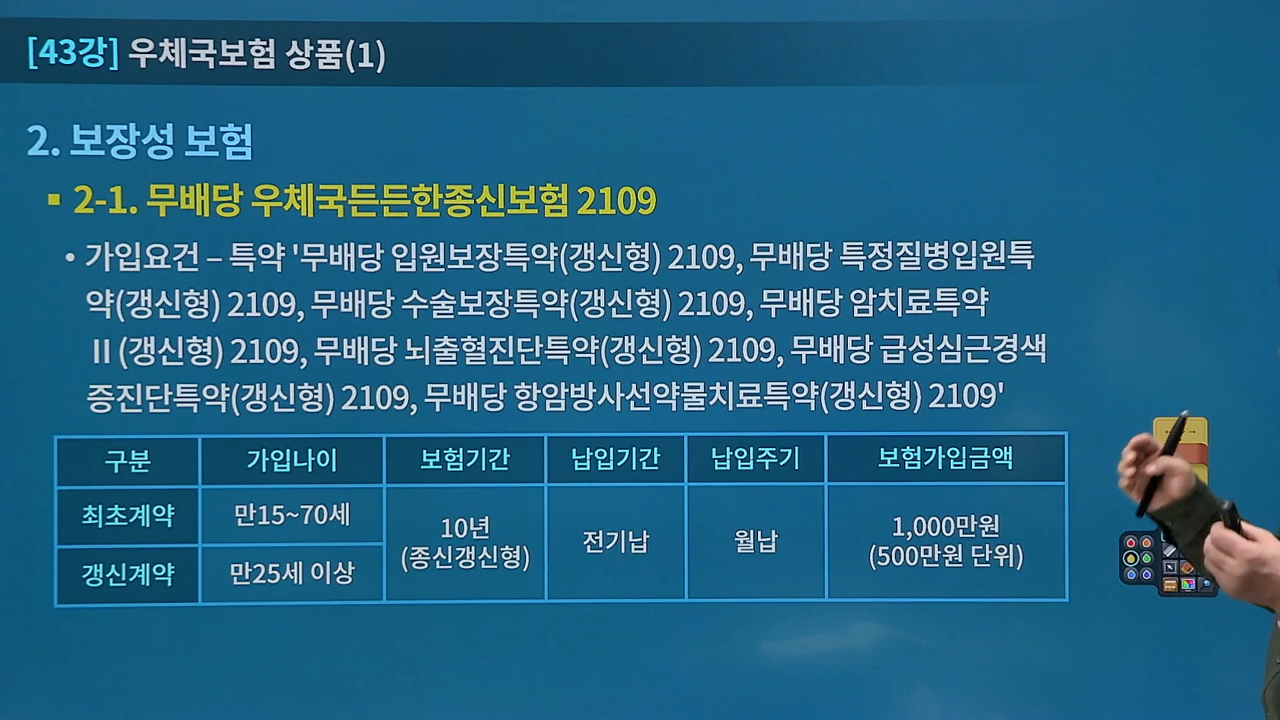 [43강] 우체국보험 상품(1)
2. 보장성 보험
▪ 2-1. 무배당 우체국든든한종신보험 2109
• 가입요건 – 특약 '무배당 입원보장특약(갱신형) 2109, 무배당 특정질병입원특
약(갱신형) 2109, 무배당 수술보장특약(갱신형) 2109, 무배당 암치료특약
Ⅱ(갱신형) 2109, 무배당 뇌출혈진단특약(갱신형) 2109, 무배당 급성심근경색
증진단특약(갱신형) 2109, 무배당 항암방사선약물치료특약(갱신형) 2109'
구분 가입나이 보험기간 납입기간 납입주기 보험가입금액
최초계약 만15~70세 10년 (종신갱신형) 전기납 월납 1,000만원 (500만원 단위)
갱신계약 만25세 이상